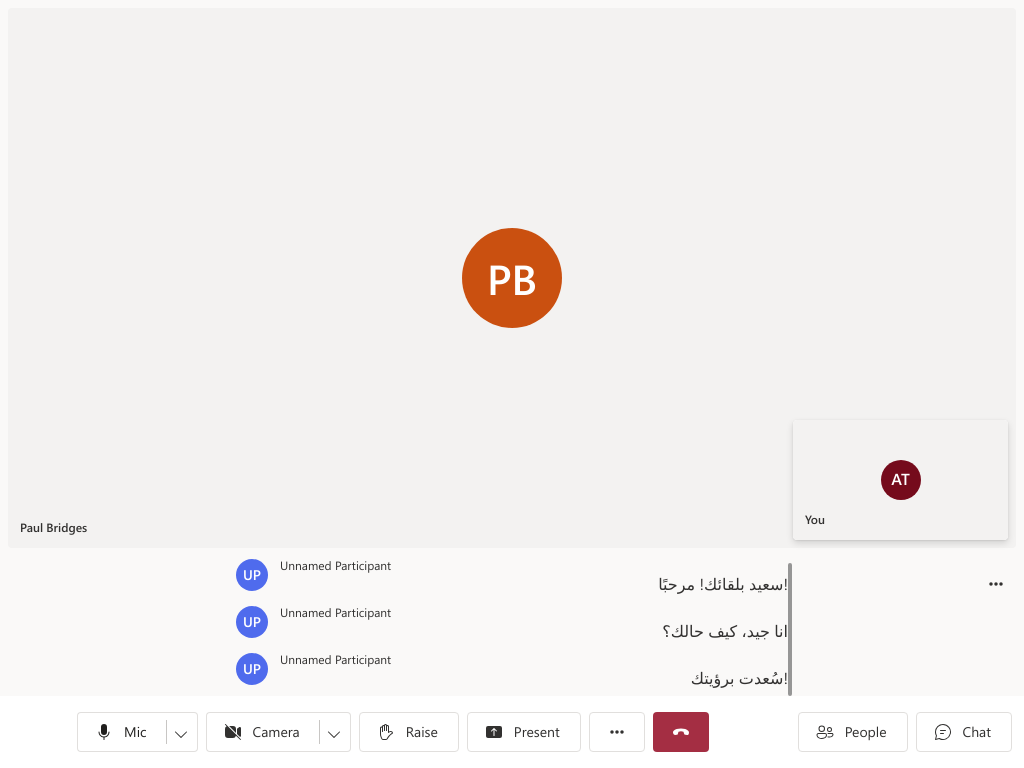 PB
AT
You
Paul Bridges
UP
Unnamed Participant
!سعيد بلقائك! مرحبًا
UP
Unnamed Participant
انا جيد، كيف حالك؟
UP
Unnamed Participant
!سُعدت برؤيتك
Mic
Camera
Raise
Present
People
Chat